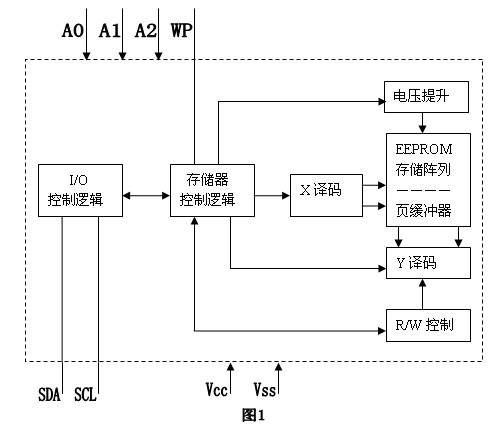 A0 A1 A2 WP
电压提升
EEPROM
存储阵列
页缓冲器
I/O
控制逻辑
存储器
控制逻辑
X 译码
Y 译码
R/W 控制
SDA SCL
Vcc Vss
图1